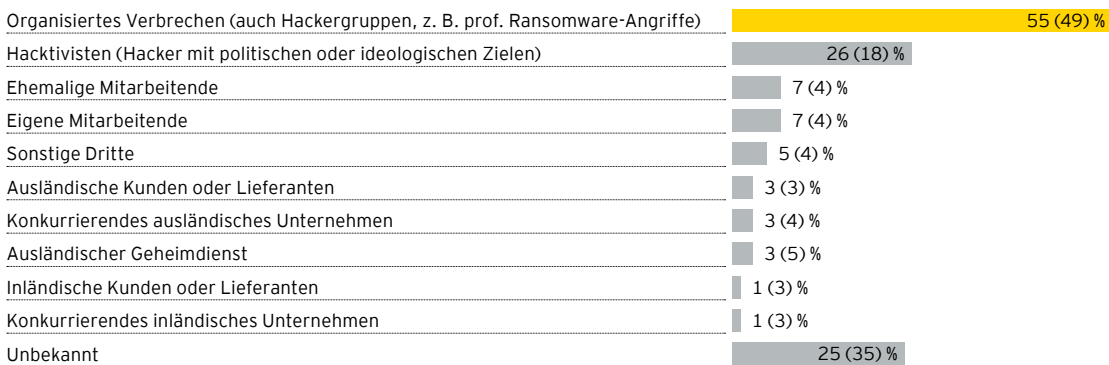 Organisiertes Verbrechen (auch Hackergruppen, z. B. prof. Ransomware-Angriffe) 55 (49) %
Hacktivisten (Hacker mit politischen oder ideologischen Zielen) 26 (18) %
Ehemalige Mitarbeitende 7 (4) %
Eigene Mitarbeitende 7 (4) %
Sonstige Dritte 5 (4) %
Ausländische Kunden oder Lieferanten 3 (3) %
Konkurrierendes ausländisches Unternehmen 3 (4) %
Ausländischer Geheimdienst 3 (5) %
Inländische Kunden oder Lieferanten 1 (3) %
Konkurrierendes inländisches Unternehmen 1 (3) %
Unbekannt 25 (35) %